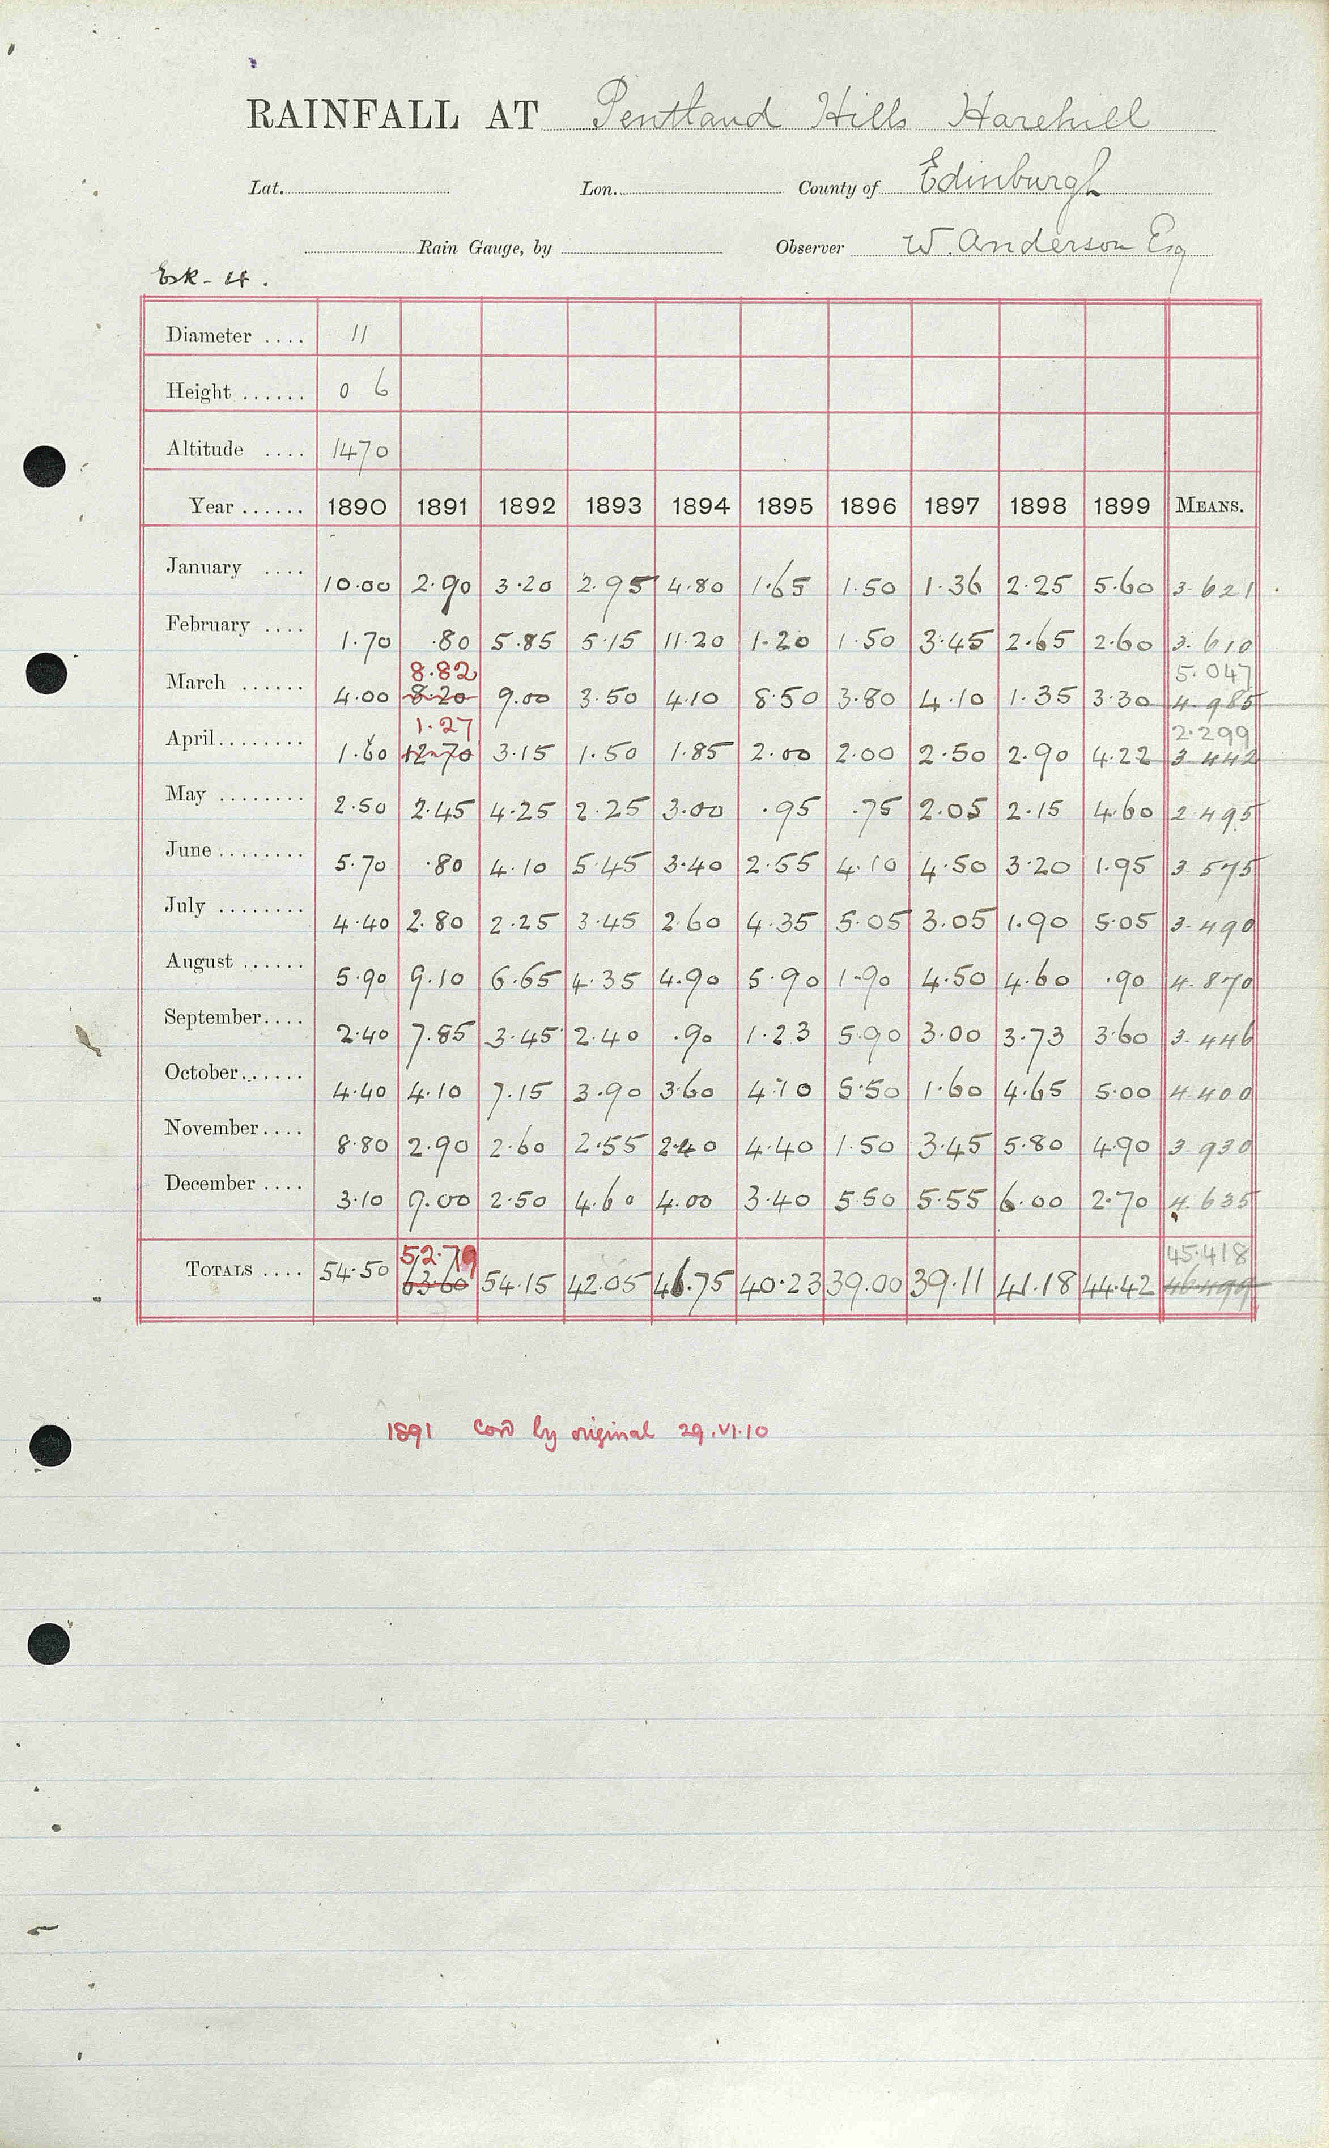 RAINFALL AT Pentland Hills Harehill
Lat. Lon. County of Edinburgh
Rain Gauge, by Observer W. Anderson Esq
Esk - 4.
Diameter .... 11
Height ...... 0 6
Altitude .... 1470
Year ...... 1890 1891 1892 1893 1894 1895 1896 1897 1898 1899 MEANS.
January .... 10.00 2.90 3.20 2.95 4.80 1.65 1.50 1.36 2.25 5.60 3.621
February .... 1.70 .80 5.85 5.15 11.20 1.20 1.50 3.45 2.65 2.60 3.610
8.82 5.047
March ...... 4.00 8.20 9.00 3.50 4.10 8.50 3.80 4.10 1.35 3.30 4.985
1.27 2.299
April ........ 1.60 12.70 3.15 1.50 1.85 2.00 2.00 2.50 2.90 4.22 3.442
May ........ 2.50 2.45 4.25 2.25 3.00 .95 .75 2.05 2.15 4.60 2.495
June ........ 5.70 .80 4.10 5.45 3.40 2.55 4.10 4.50 3.20 1.95 3.575
July ........ 4.40 2.80 2.25 3.45 2.60 4.35 5.05 3.05 1.90 5.05 3.490
August ...... 5.90 9.10 6.65 4.35 4.90 5.90 1.90 4.50 4.60 .90 4.870
September .... 2.40 7.85 3.45 2.40 .90 1.23 5.90 3.00 3.73 3.60 3.446
October ...... 4.40 4.10 7.15 3.90 3.60 4.10 5.50 1.60 4.65 5.00 4.400
November .... 8.80 2.90 2.60 2.55 2.40 4.40 1.50 3.45 5.80 4.90 3.930
December .... 3.10 9.00 2.50 4.60 4.00 3.40 5.50 5.55 6.00 2.70 4.635
52.79 45.418
TOTALS .... 54.50 63.60 54.15 42.05 46.75 40.23 39.00 39.11 41.18 44.42 46.499
1891 Corr by original 29.VI.10